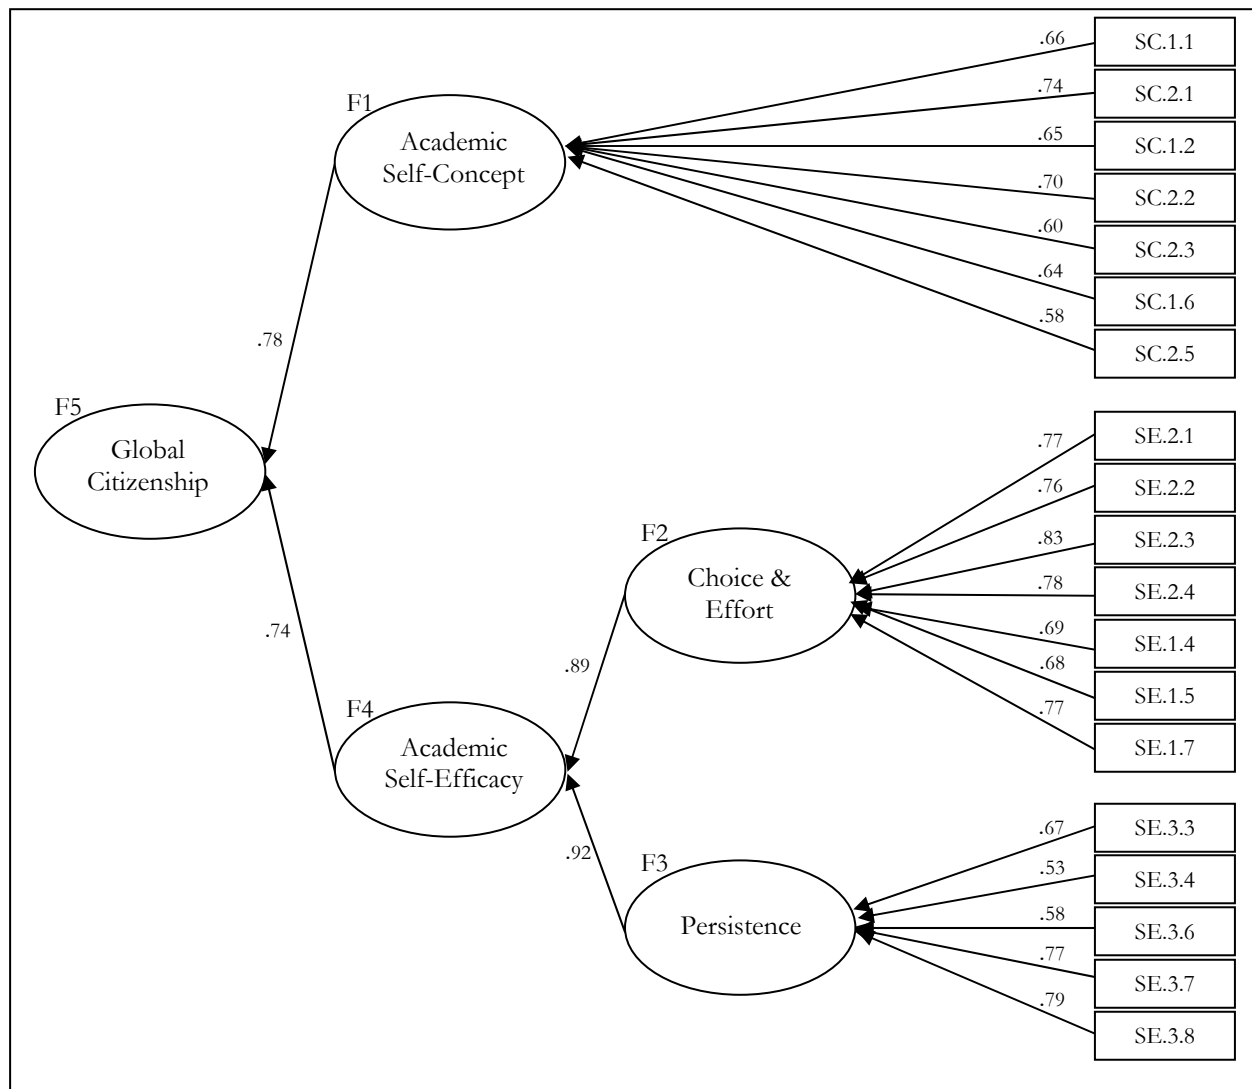 .66
SC.1.1
.74
SC.2.1
F1
Academic
Self-Concept
.65
SC.1.2
.70
SC.2.2
.60
SC.2.3
.64
SC.1.6
.58
SC.2.5
.78
F5
Global
Citizenship
.77
SE.2.1
.76
SE.2.2
F2
Choice &
Effort
.83
SE.2.3
.78
SE.2.4
.69
SE.1.4
.68
SE.1.5
.77
SE.1.7
.74
.89
F4
Academic
Self-Efficacy
.92
F3
Persistence
.67
SE.3.3
.53
SE.3.4
.58
SE.3.6
.77
SE.3.7
.79
SE.3.8